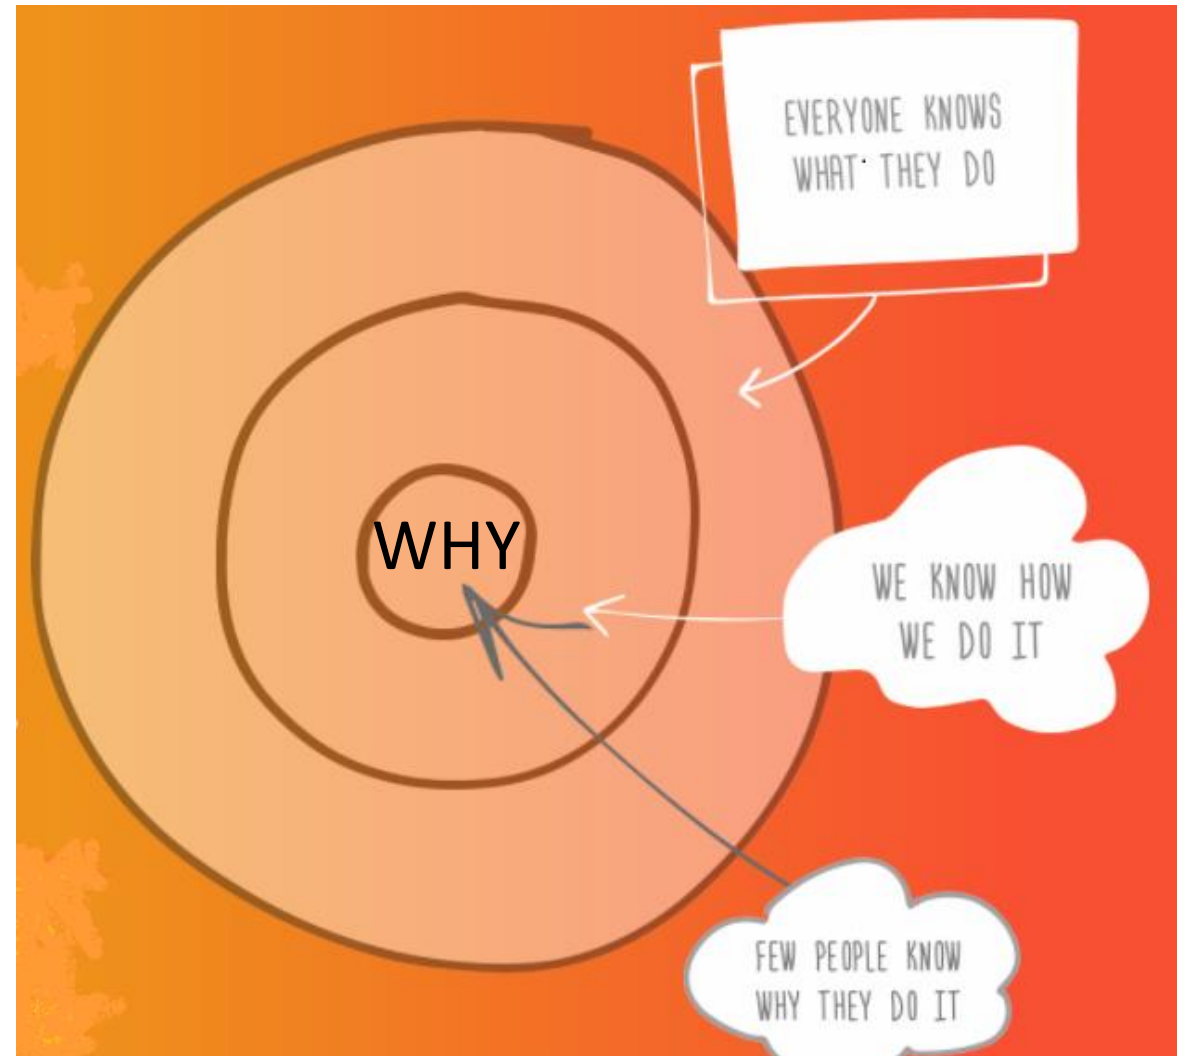 EVERYONE KNOWS
WHAT THEY DO
WHY
WE KNOW HOW
WE DO IT
FEW PEOPLE KNOW
WHY THEY DO IT